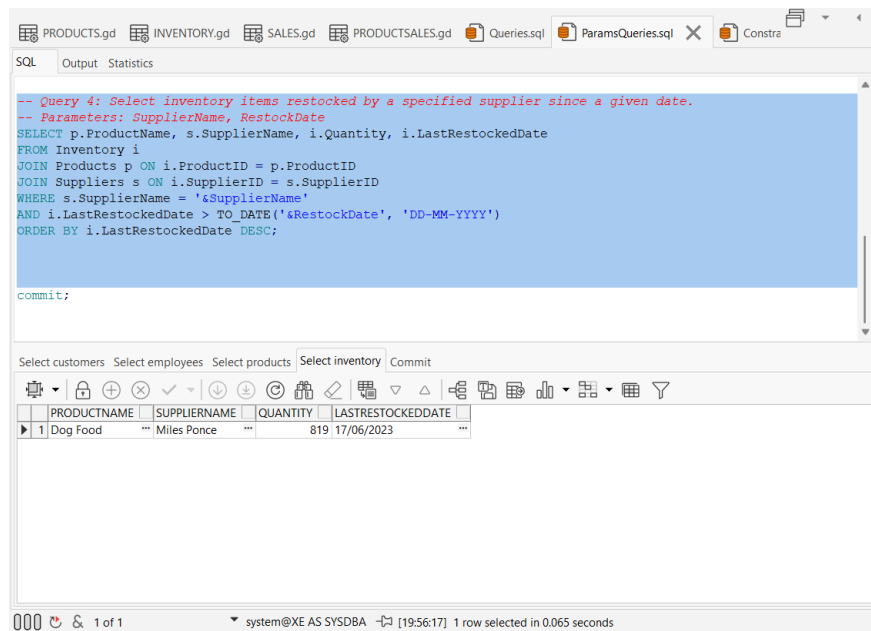 PRODUCTS.gd INVENTORY.gd SALES.gd PRODUCTSALES.gd Queries.sql ParamsQueries.sql Constra
SQL Output Statistics
-- Query 4: Select inventory items restocked by a specified supplier since a given date.
-- Parameters: SupplierName, RestockDate
SELECT p.ProductName, s.SupplierName, i.Quantity, i.LastRestockedDate
FROM Inventory i
JOIN Products p ON i.ProductID = p.ProductID
JOIN Suppliers s ON i.SupplierID = s.SupplierID
WHERE s.SupplierName = '&SupplierName'
AND i.LastRestockedDate > TO_DATE('&RestockDate', 'DD-MM-YYYY')
ORDER BY i.LastRestockedDate DESC;
commit;
Select customers Select employees Select products Select inventory Commit
PRODUCTNAME SUPPLIERNAME QUANTITY LASTRESTOCKEDDATE
1 Dog Food ··· Miles Ponce ··· 819 17/06/2023 ···
& 1 of 1 system@XE AS SYSDBA [19:56:17] 1 row selected in 0.065 seconds